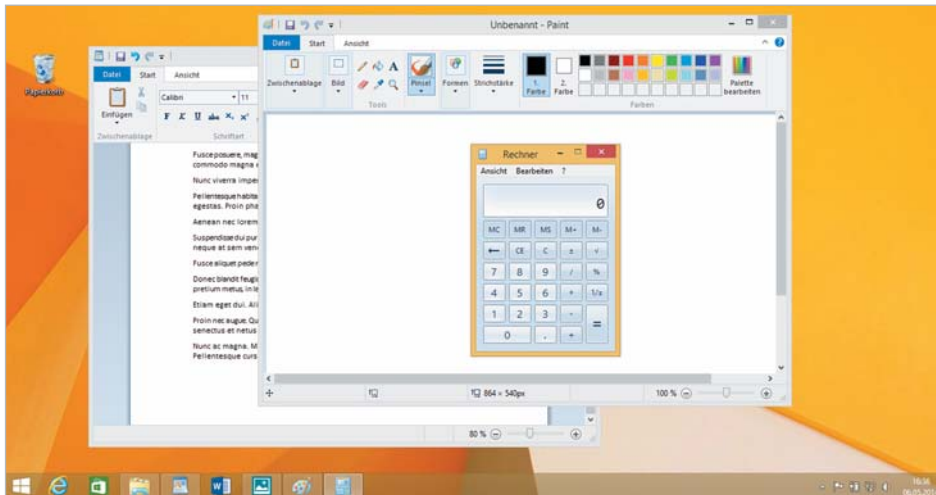 Papierkorb
Datei Start Ansicht
Einfügen
Calibri 11
F K U abc X₂ X²
Zwischenablage Schriftart
Fusce posuere, mag
commodo magna
Nunc viverra imper
Pellentesque habita
egestas. Proin pha
Aenean nec lorem
Suspendisse dui pur
neque at sem ven
Fusce aliquet peder
Donec blandit feugi
pretium metus, in le
Etiam eget dui. Ali
Proin nec augue. Qu
senectus et netus
Nunc ac magna. M
Pellentesque curs
80 %
Unbenannt - Paint
Datei Start Ansicht
Zwischenablage Bild A Pinsel Formen Strichstärke 1. Farbe 2. Farbe Palette bearbeiten
Tools Farben
Rechner
Ansicht Bearbeiten ?
0
MC MR MS M+ M-
← CE C ± √
7 8 9 / %
4 5 6 * 1/x
1 2 3 - =
0 . +
864 × 540px 100 %